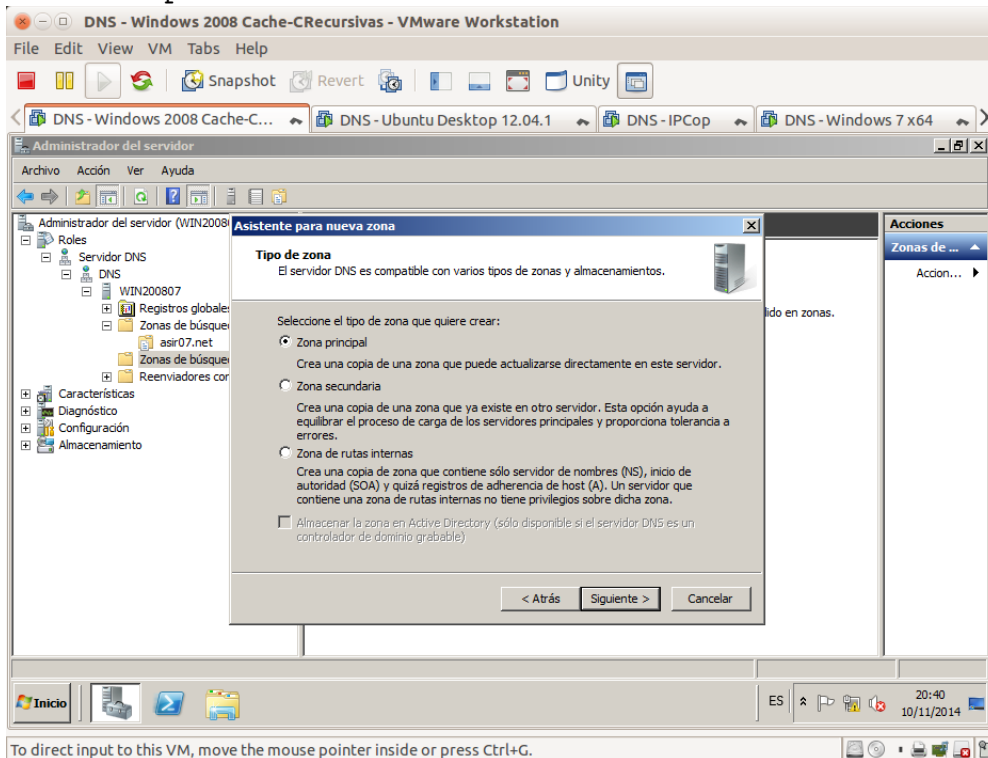 DNS - Windows 2008 Cache-CRecursivas - VMware Workstation
File Edit View VM Tabs Help
Snapshot Revert Unity
DNS - Windows 2008 Cache-C... DNS - Ubuntu Desktop 12.04.1 DNS - IPCop DNS - Windows 7 x64
Administrador del servidor
Archivo Acción Ver Ayuda
Administrador del servidor (WIN2008
Roles
Servidor DNS
DNS
WIN200807
Registros globales
Zonas de búsque
asir07.net
Zonas de búsque
Reenviadores cor
Características
Diagnóstico
Configuración
Almacenamiento
Asistente para nueva zona
Tipo de zona
El servidor DNS es compatible con varios tipos de zonas y almacenamientos.
Seleccione el tipo de zona que quiere crear:
Zona principal
Crea una copia de una zona que puede actualizarse directamente en este servidor.
Zona secundaria
Crea una copia de una zona que ya existe en otro servidor. Esta opción ayuda a
equilibrar el proceso de carga de los servidores principales y proporciona tolerancia a
errores.
Zona de rutas internas
Crea una copia de zona que contiene sólo servidor de nombres (NS), inicio de
autoridad (SOA) y quizá registros de adherencia de host (A). Un servidor que
contiene una zona de rutas internas no tiene privilegios sobre dicha zona.
Almacenar la zona en Active Directory (sólo disponible si el servidor DNS es un
controlador de dominio grabable)
< Atrás Siguiente > Cancelar
lido en zonas.
Acciones
Zonas de ...
Accion...
Inicio
ES
20:40
10/11/2014
To direct input to this VM, move the mouse pointer inside or press Ctrl+G.